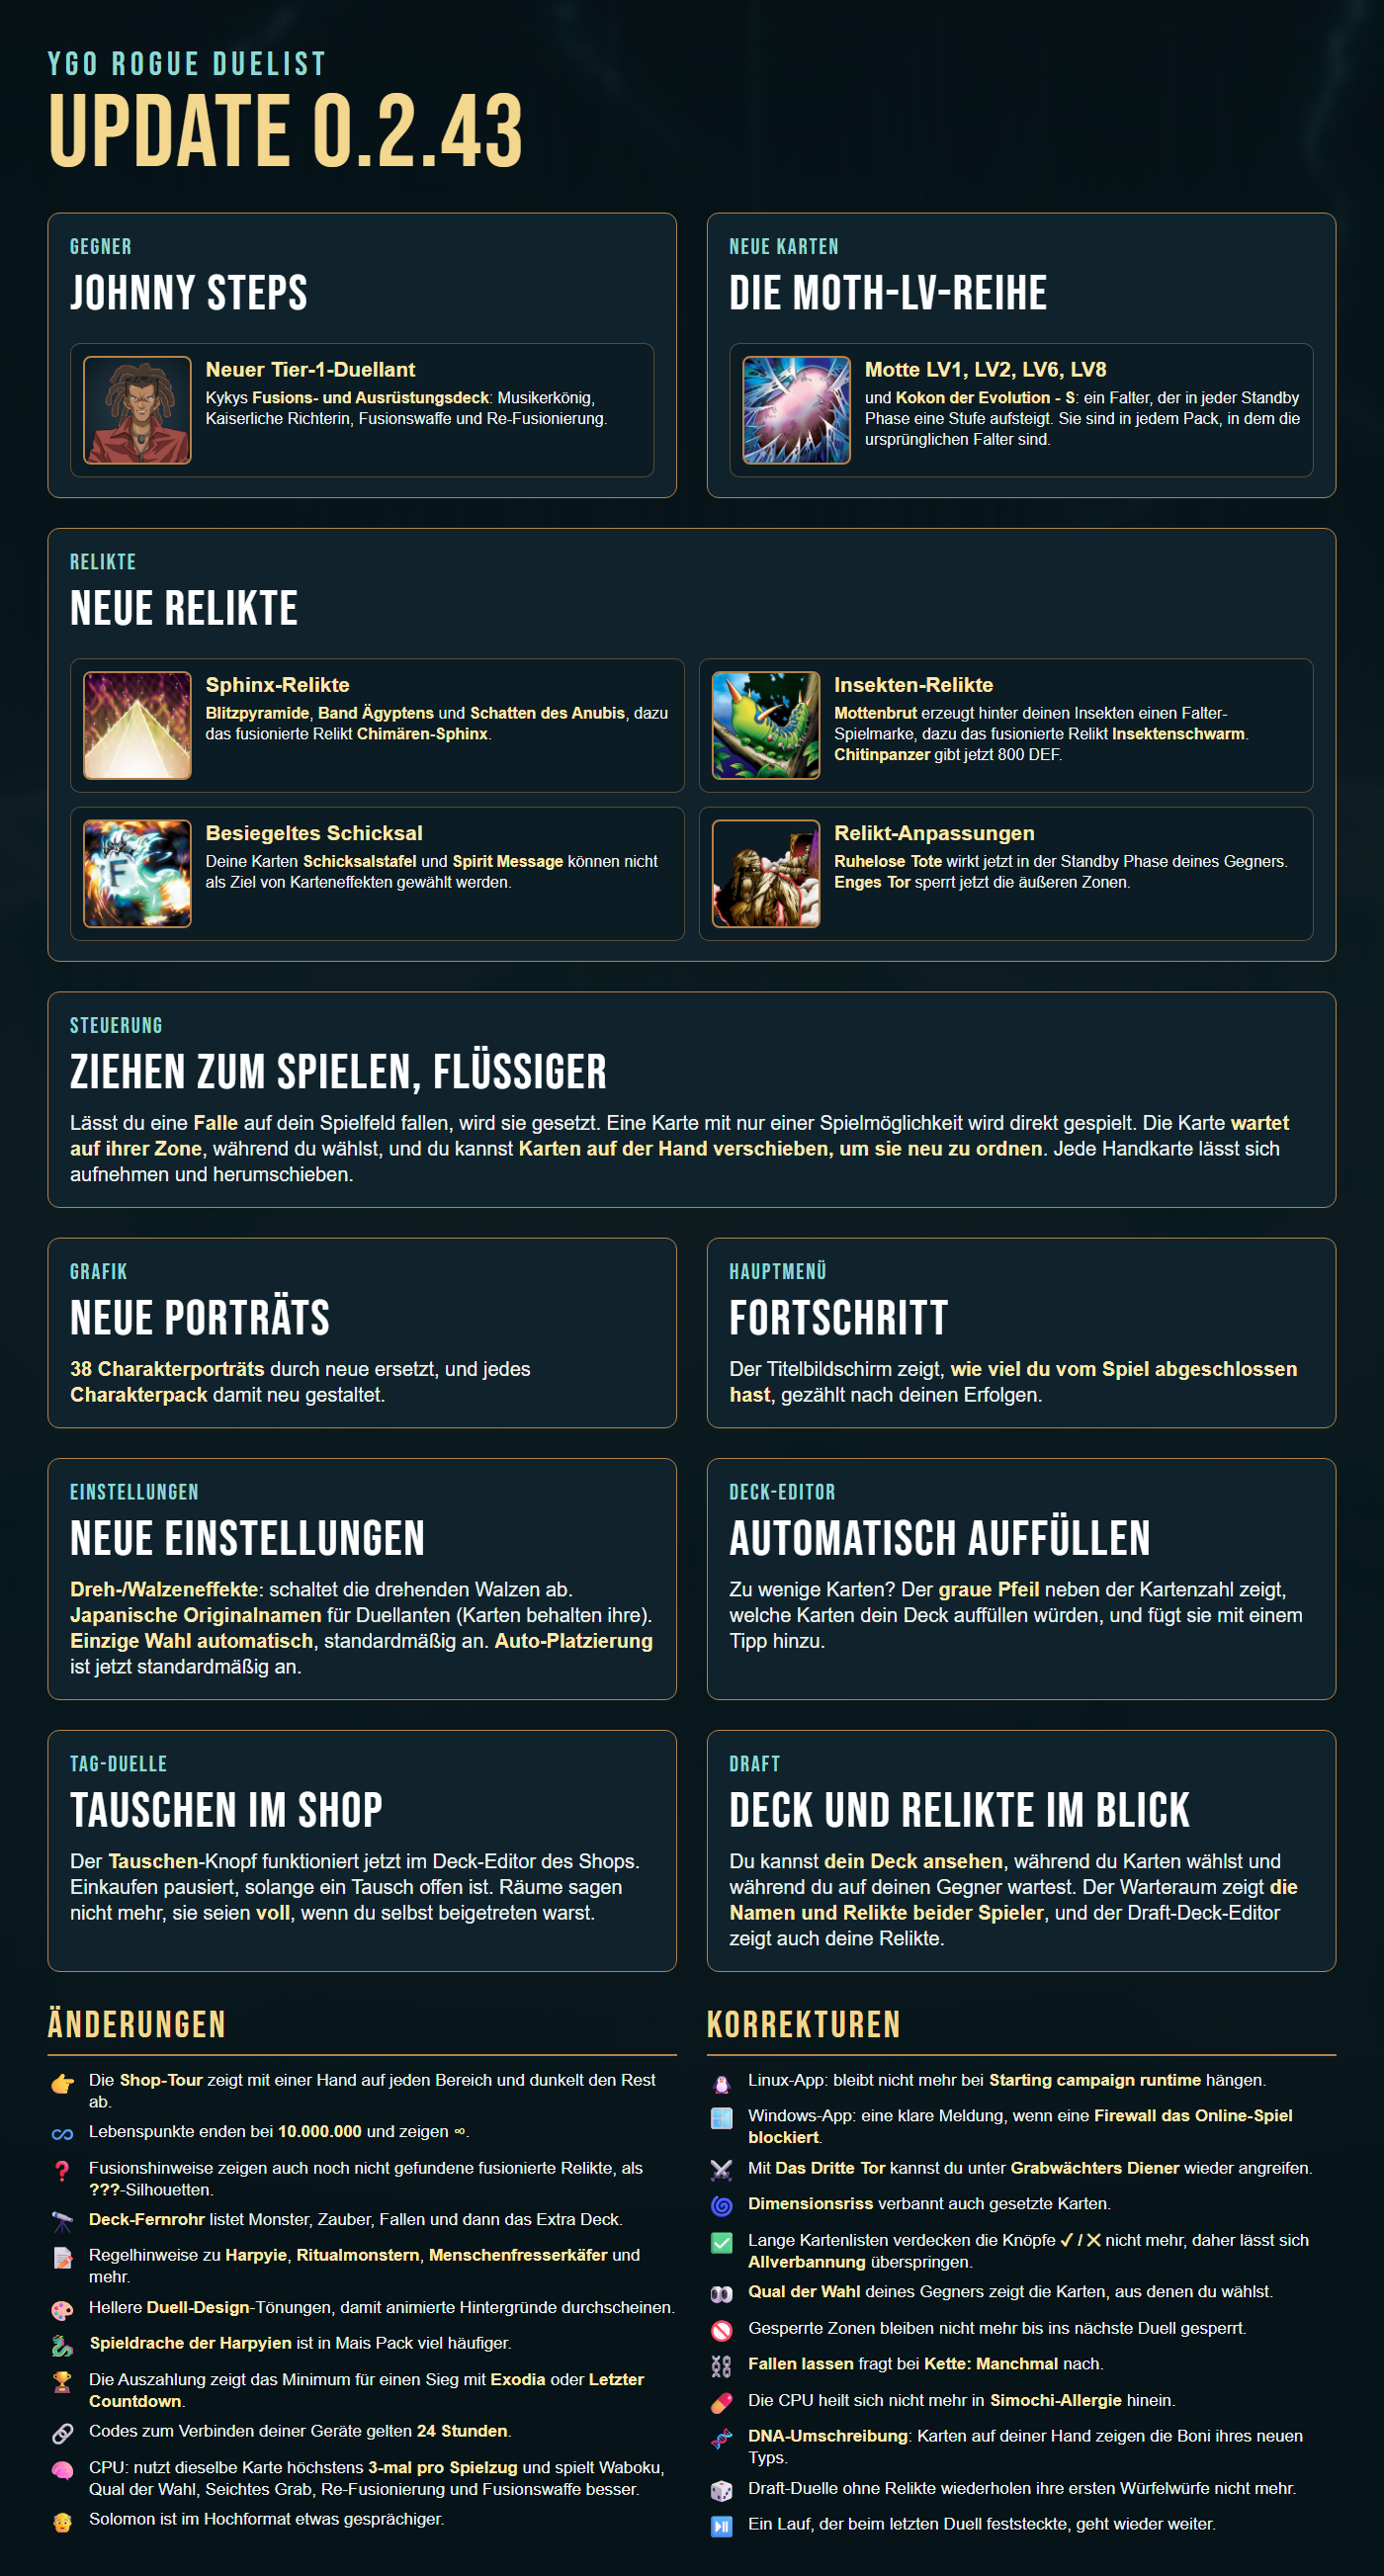 YGO ROGUE DUELIST
UPDATE 0.2.43
GEGNER
JOHNNY STEPS
Neuer Tier-1-Duellant
Kykys Fusions- und Ausrüstungsdeck: Musikerkönig,
Kaiserliche Richterin, Fusionswaffe und Re-Fusionierung.
NEUE KARTEN
DIE MOTH-LV-REIHE
Motte LV1, LV2, LV6, LV8
und Kokon der Evolution - S: ein Falter, der in jeder Standby
Phase eine Stufe aufsteigt. Sie sind in jedem Pack, in dem die
ursprünglichen Falter sind.
RELIKTE
NEUE RELIKTE
Sphinx-Relikte
Blitzpyramide, Band Ägyptens und Schatten des Anubis, dazu
das fusionierte Relikt Chimären-Sphinx.
Insekten-Relikte
Mottenbrut erzeugt hinter deinen Insekten einen Falter-
Spielmarke, dazu das fusionierte Relikt Insektenschwarm.
Chitinpanzer gibt jetzt 800 DEF.
Besiegeltes Schicksal
Deine Karten Schicksalstafel und Spirit Message können nicht
als Ziel von Karteneffekten gewählt werden.
Relikt-Anpassungen
Ruhelose Tote wirkt jetzt in der Standby Phase deines Gegners.
Enges Tor sperrt jetzt die äußeren Zonen.
STEUERUNG
ZIEHEN ZUM SPIELEN, FLÜSSIGER
Lässt du eine Falle auf dein Spielfeld fallen, wird sie gesetzt. Eine Karte mit nur einer Spielmöglichkeit wird direkt gespielt. Die Karte wartet
auf ihrer Zone, während du wählst, und du kannst Karten auf der Hand verschieben, um sie neu zu ordnen. Jede Handkarte lässt sich
aufnehmen und herumschieben.
GRAFIK
NEUE PORTRÄTS
38 Charakterporträts durch neue ersetzt, und jedes
Charakterpack damit neu gestaltet.
HAUPTMENÜ
FORTSCHRITT
Der Titelbildschirm zeigt, wie viel du vom Spiel abgeschlossen
hast, gezählt nach deinen Erfolgen.
EINSTELLUNGEN
NEUE EINSTELLUNGEN
Dreh-/Walzeneffekte: schaltet die drehenden Walzen ab.
Japanische Originalnamen für Duellanten (Karten behalten ihre).
Einzige Wahl automatisch, standardmäßig an. Auto-Platzierung
ist jetzt standardmäßig an.
DECK-EDITOR
AUTOMATISCH AUFFÜLLEN
Zu wenige Karten? Der graue Pfeil neben der Kartenzahl zeigt,
welche Karten dein Deck auffüllen würden, und fügt sie mit einem
Tipp hinzu.
TAG-DUELLE
TAUSCHEN IM SHOP
Der Tauschen-Knopf funktioniert jetzt im Deck-Editor des Shops.
Einkaufen pausiert, solange ein Tausch offen ist. Räume sagen
nicht mehr, sie seien voll, wenn du selbst beigetreten warst.
DRAFT
DECK UND RELIKTE IM BLICK
Du kannst dein Deck ansehen, während du Karten wählst und
während du auf deinen Gegner wartest. Der Warteraum zeigt die
Namen und Relikte beider Spieler, und der Draft-Deck-Editor
zeigt auch deine Relikte.
ÄNDERUNGEN
Die Shop-Tour zeigt mit einer Hand auf jeden Bereich und dunkelt den Rest
ab.
Lebenspunkte enden bei 10.000.000 und zeigen ∞.
Fusionshinweise zeigen auch noch nicht gefundene fusionierte Relikte, als
???-Silhouetten.
Deck-Fernrohr listet Monster, Zauber, Fallen und dann das Extra Deck.
Regelhinweise zu Harpyie, Ritualmonstern, Menschenfresserkäfer und
mehr.
Hellere Duell-Design-Tönungen, damit animierte Hintergründe durchscheinen.
Spieldrache der Harpyien ist in Mais Pack viel häufiger.
Die Auszahlung zeigt das Minimum für einen Sieg mit Exodia oder Letzter
Countdown.
Codes zum Verbinden deiner Geräte gelten 24 Stunden.
CPU: nutzt dieselbe Karte höchstens 3-mal pro Spielzug und spielt Waboku,
Qual der Wahl, Seichtes Grab, Re-Fusionierung und Fusionswaffe besser.
Solomon ist im Hochformat etwas gesprächiger.
KORREKTUREN
Linux-App: bleibt nicht mehr bei Starting campaign runtime hängen.
Windows-App: eine klare Meldung, wenn eine Firewall das Online-Spiel
blockiert.
Mit Das Dritte Tor kannst du unter Grabwächters Diener wieder angreifen.
Dimensionsriss verbannt auch gesetzte Karten.
Lange Kartenlisten verdecken die Knöpfe ✓ / ✕ nicht mehr, daher lässt sich
Allverbannung überspringen.
Qual der Wahl deines Gegners zeigt die Karten, aus denen du wählst.
Gesperrte Zonen bleiben nicht mehr bis ins nächste Duell gesperrt.
Fallen lassen fragt bei Kette: Manchmal nach.
Die CPU heilt sich nicht mehr in Simochi-Allergie hinein.
DNA-Umschreibung: Karten auf deiner Hand zeigen die Boni ihres neuen
Typs.
Draft-Duelle ohne Relikte wiederholen ihre ersten Würfelwürfe nicht mehr.
Ein Lauf, der beim letzten Duell feststeckte, geht wieder weiter.